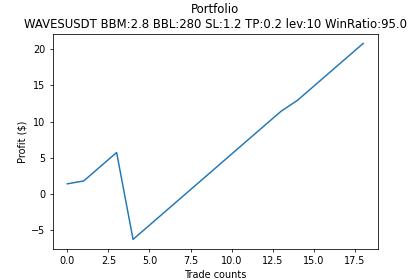 Portfolio
WAVESUSDT BBM:2.8 BBL:280 SL:1.2 TP:0.2 lev:10 WinRatio:95.0
Profit ($)
20
15
10
5
0
−5
0.0 2.5 5.0 7.5 10.0 12.5 15.0 17.5
Trade counts